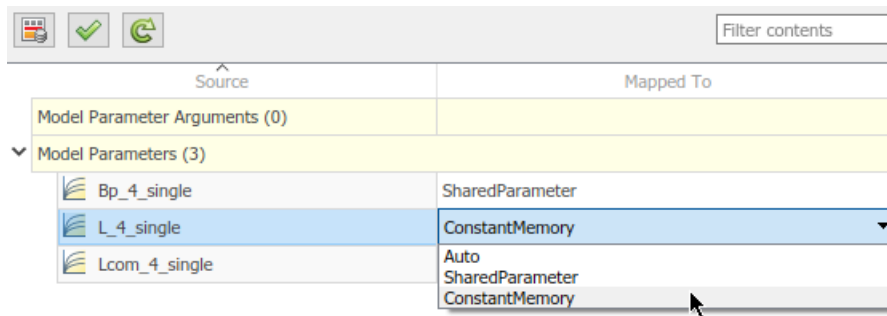 Filter contents
Source Mapped To
Model Parameter Arguments (0)
Model Parameters (3)
Bp_4_single SharedParameter
L_4_single ConstantMemory
Auto
Lcom_4_single SharedParameter
ConstantMemory